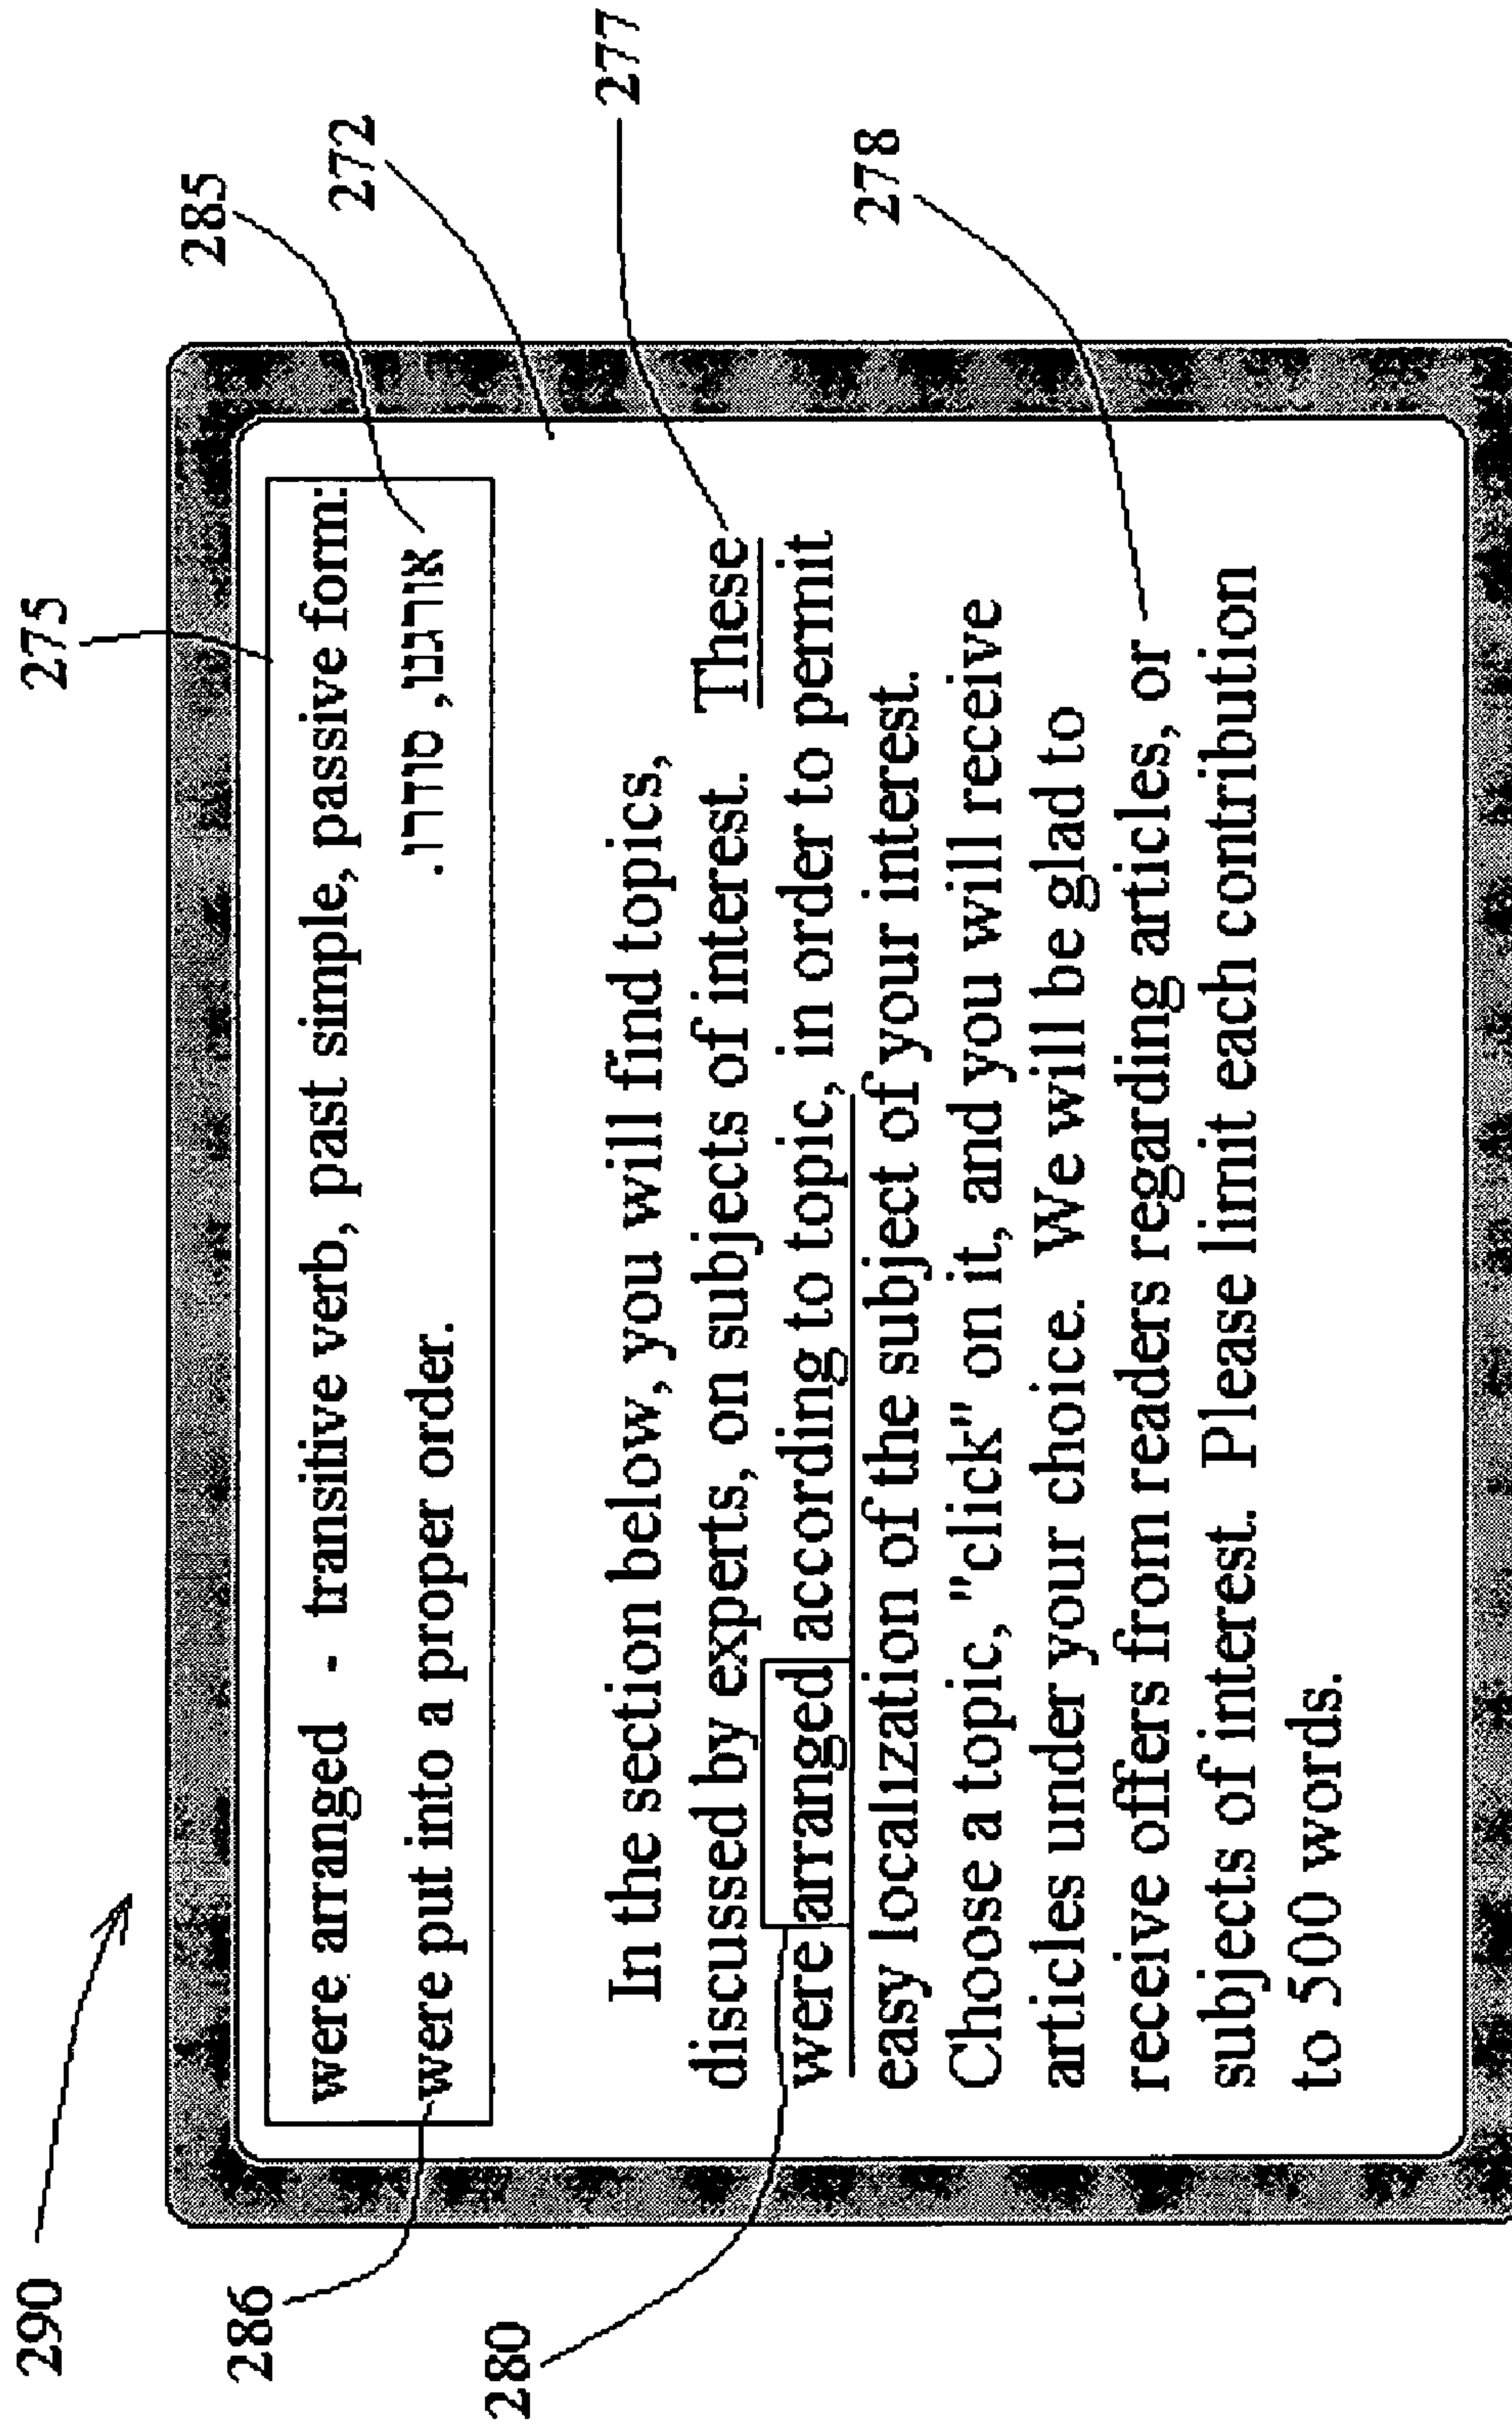 290
275
277
285
272
286
were arranged - transitive verb, past simple, passive form:
were put into a proper order. אורגנו, סודרו.
278
280
In the section below, you will find topics,
discussed by experts, on subjects of interest. These
were arranged according to topic, in order to permit
easy localization of the subject of your interest.
Choose a topic, "click" on it, and you will receive
articles under your choice. We will be glad to
receive offers from readers regarding articles, or
subjects of interest. Please limit each contribution
to 500 words.